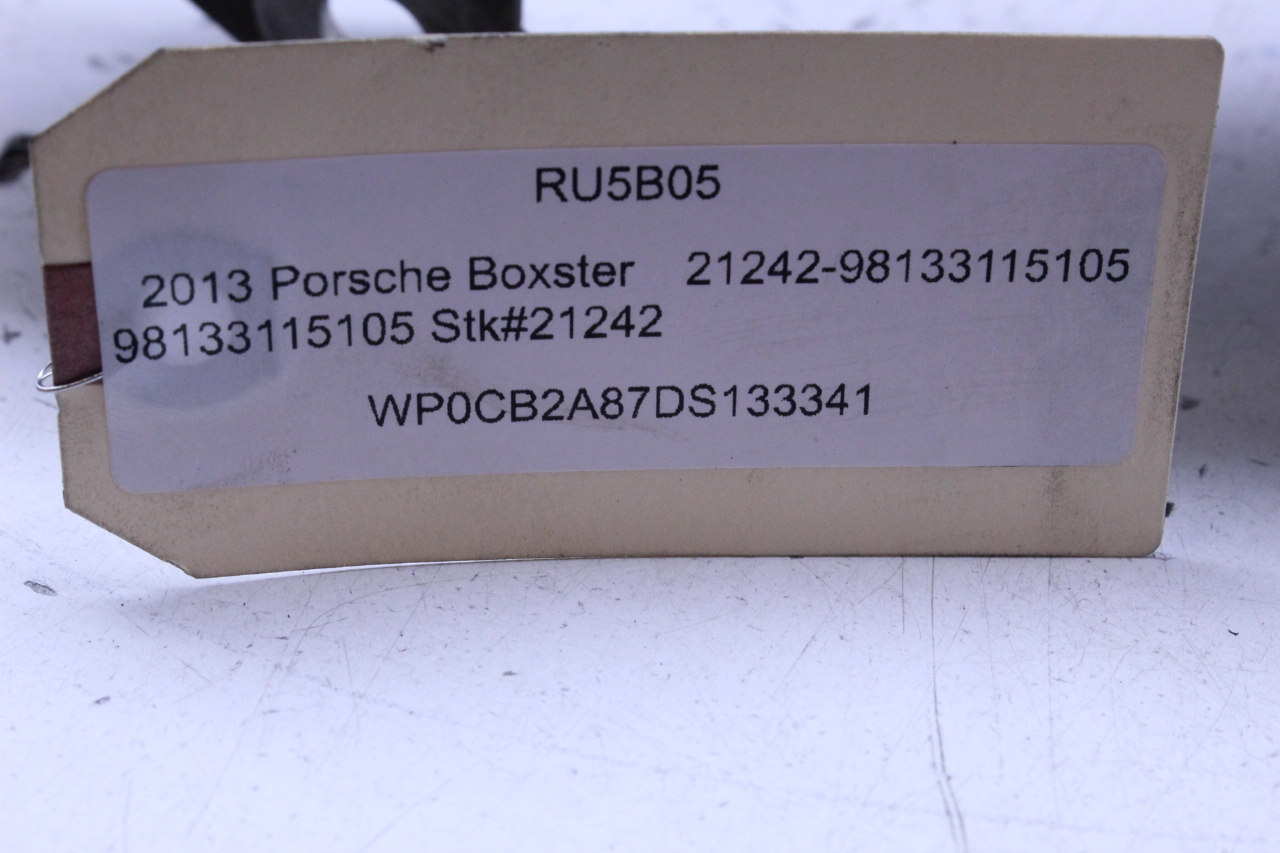 RU5B05
2013 Porsche Boxster 21242-98133115105
98133115105 Stk#21242
WP0CB2A87DS133341